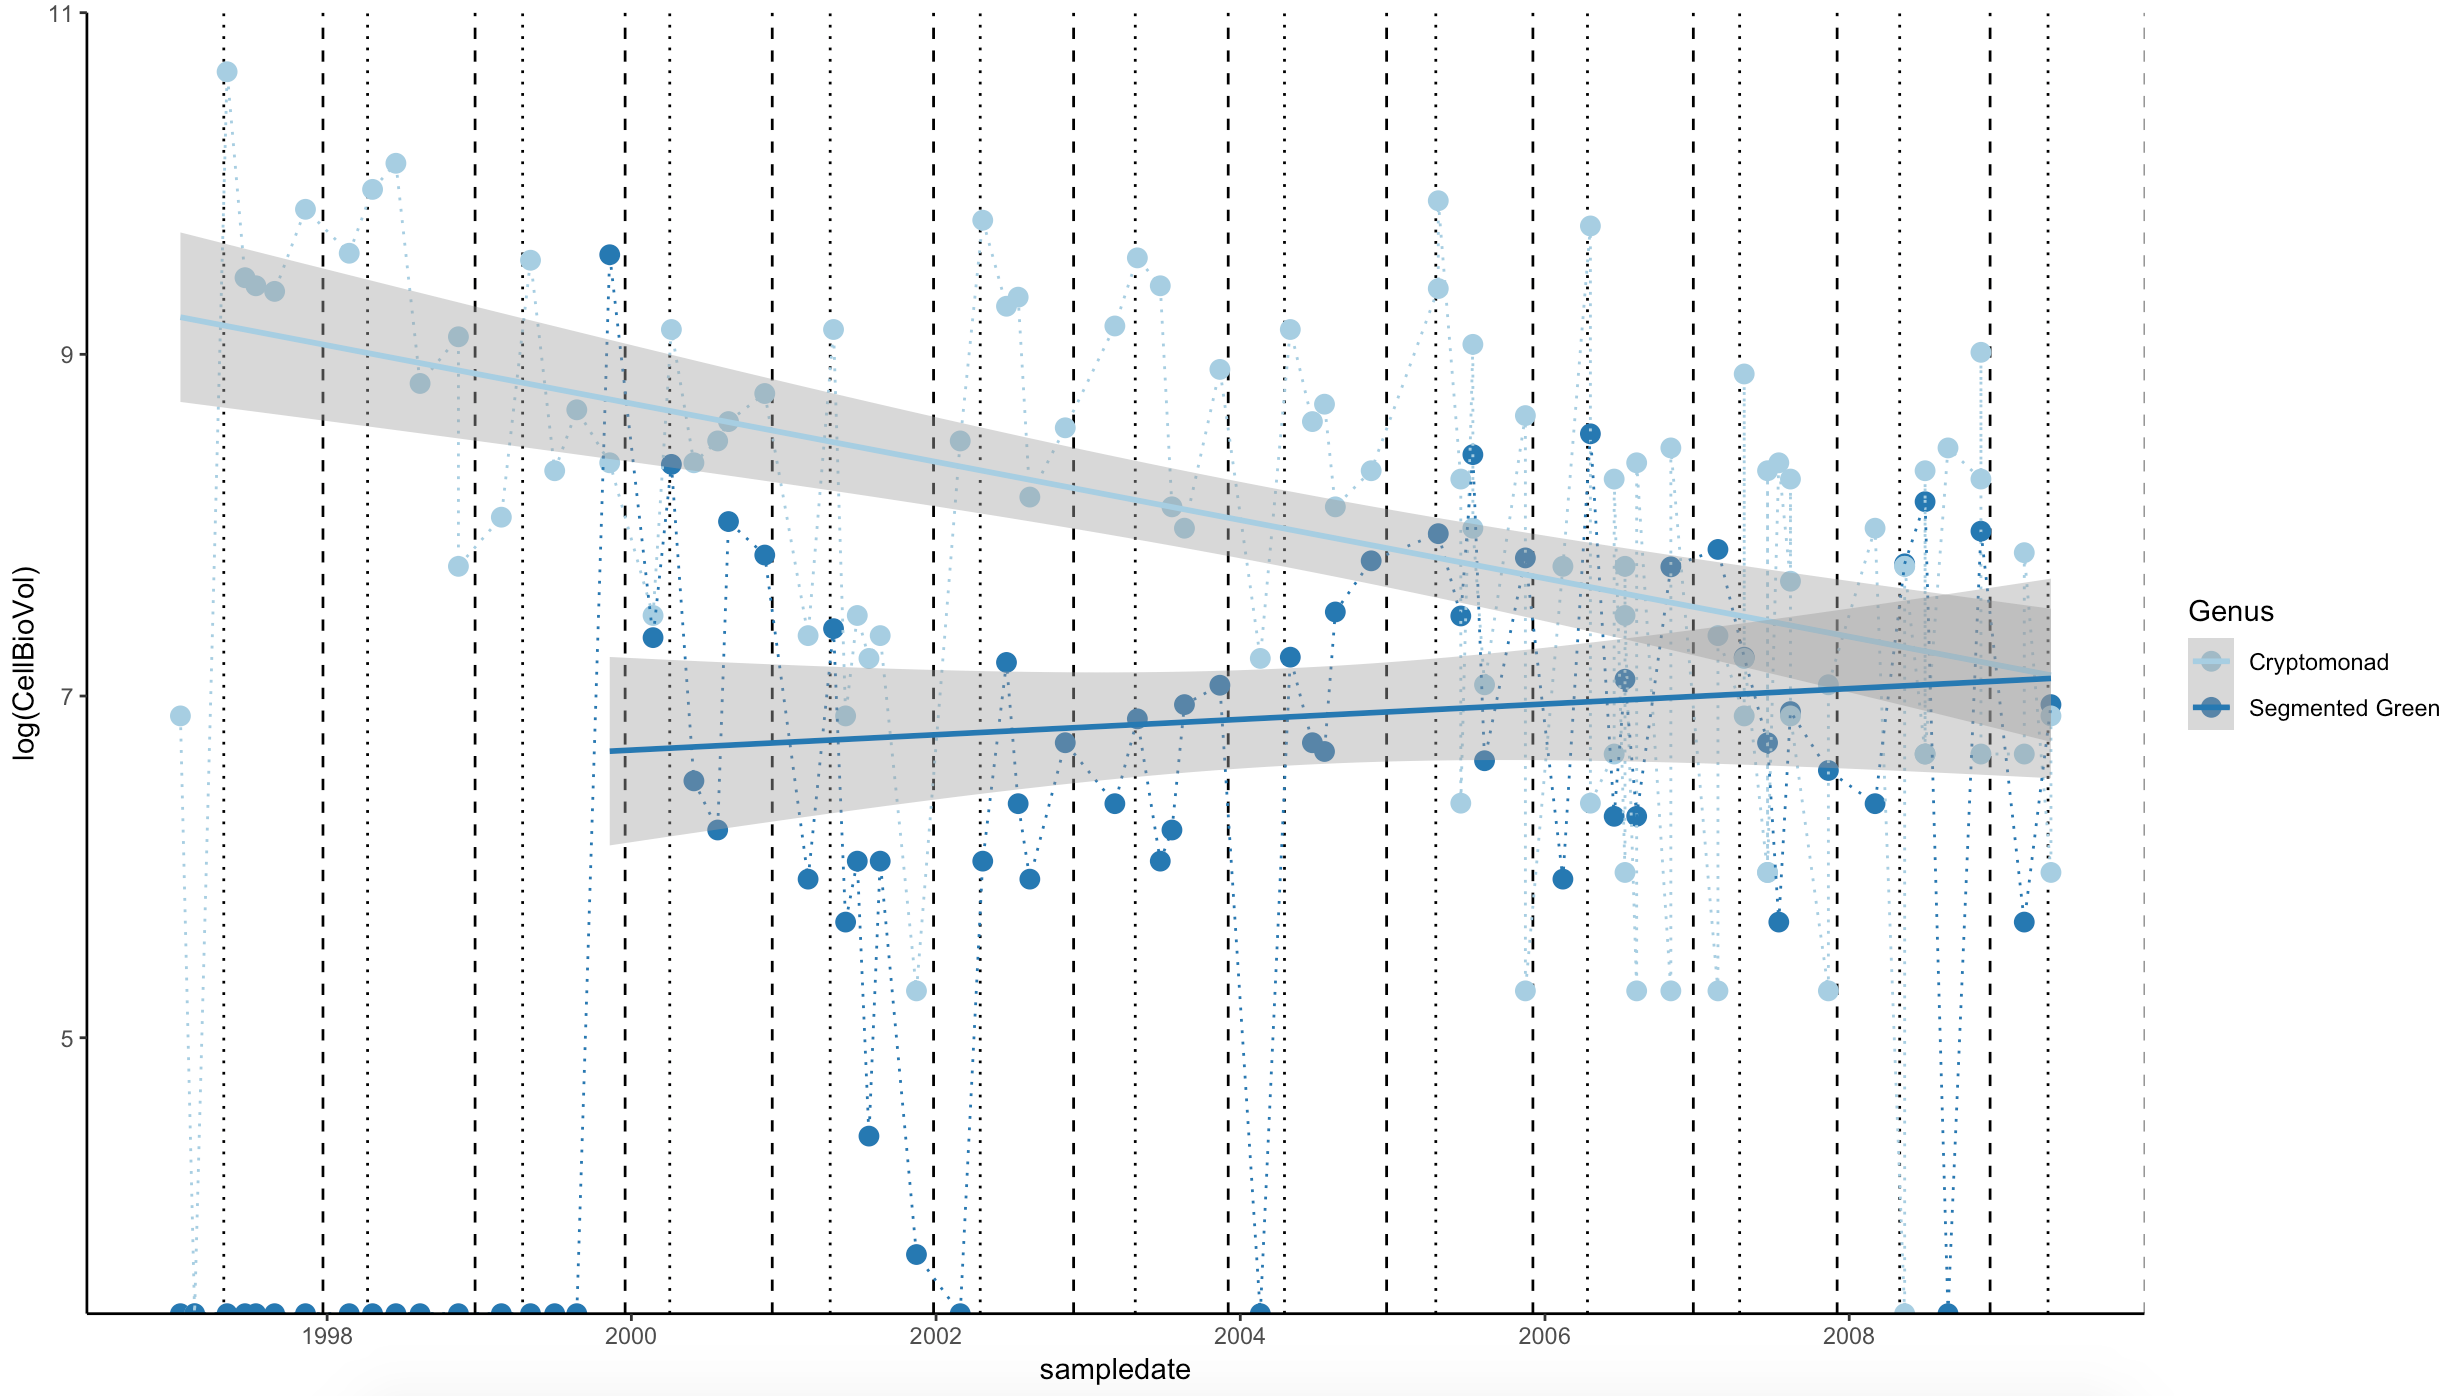 11
9
7
5
log(CellBioVol)
1998
2000
2002
2004
2006
2008
sampledate
Genus
Cryptomonad
Segmented Green